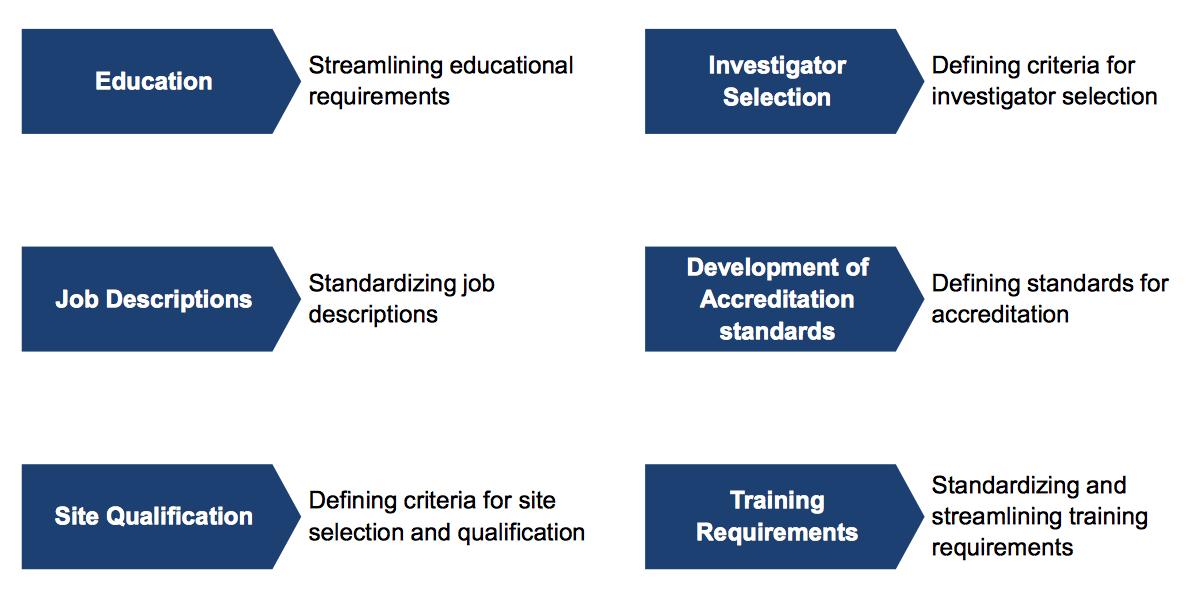 Education
Streamlining educational
requirements
Investigator
Selection
Defining criteria for
investigator selection
Job Descriptions
Standardizing job
descriptions
Development of
Accreditation
standards
Defining standards for
accreditation
Site Qualification
Defining criteria for site
selection and qualification
Training
Requirements
Standardizing and
streamlining training
requirements